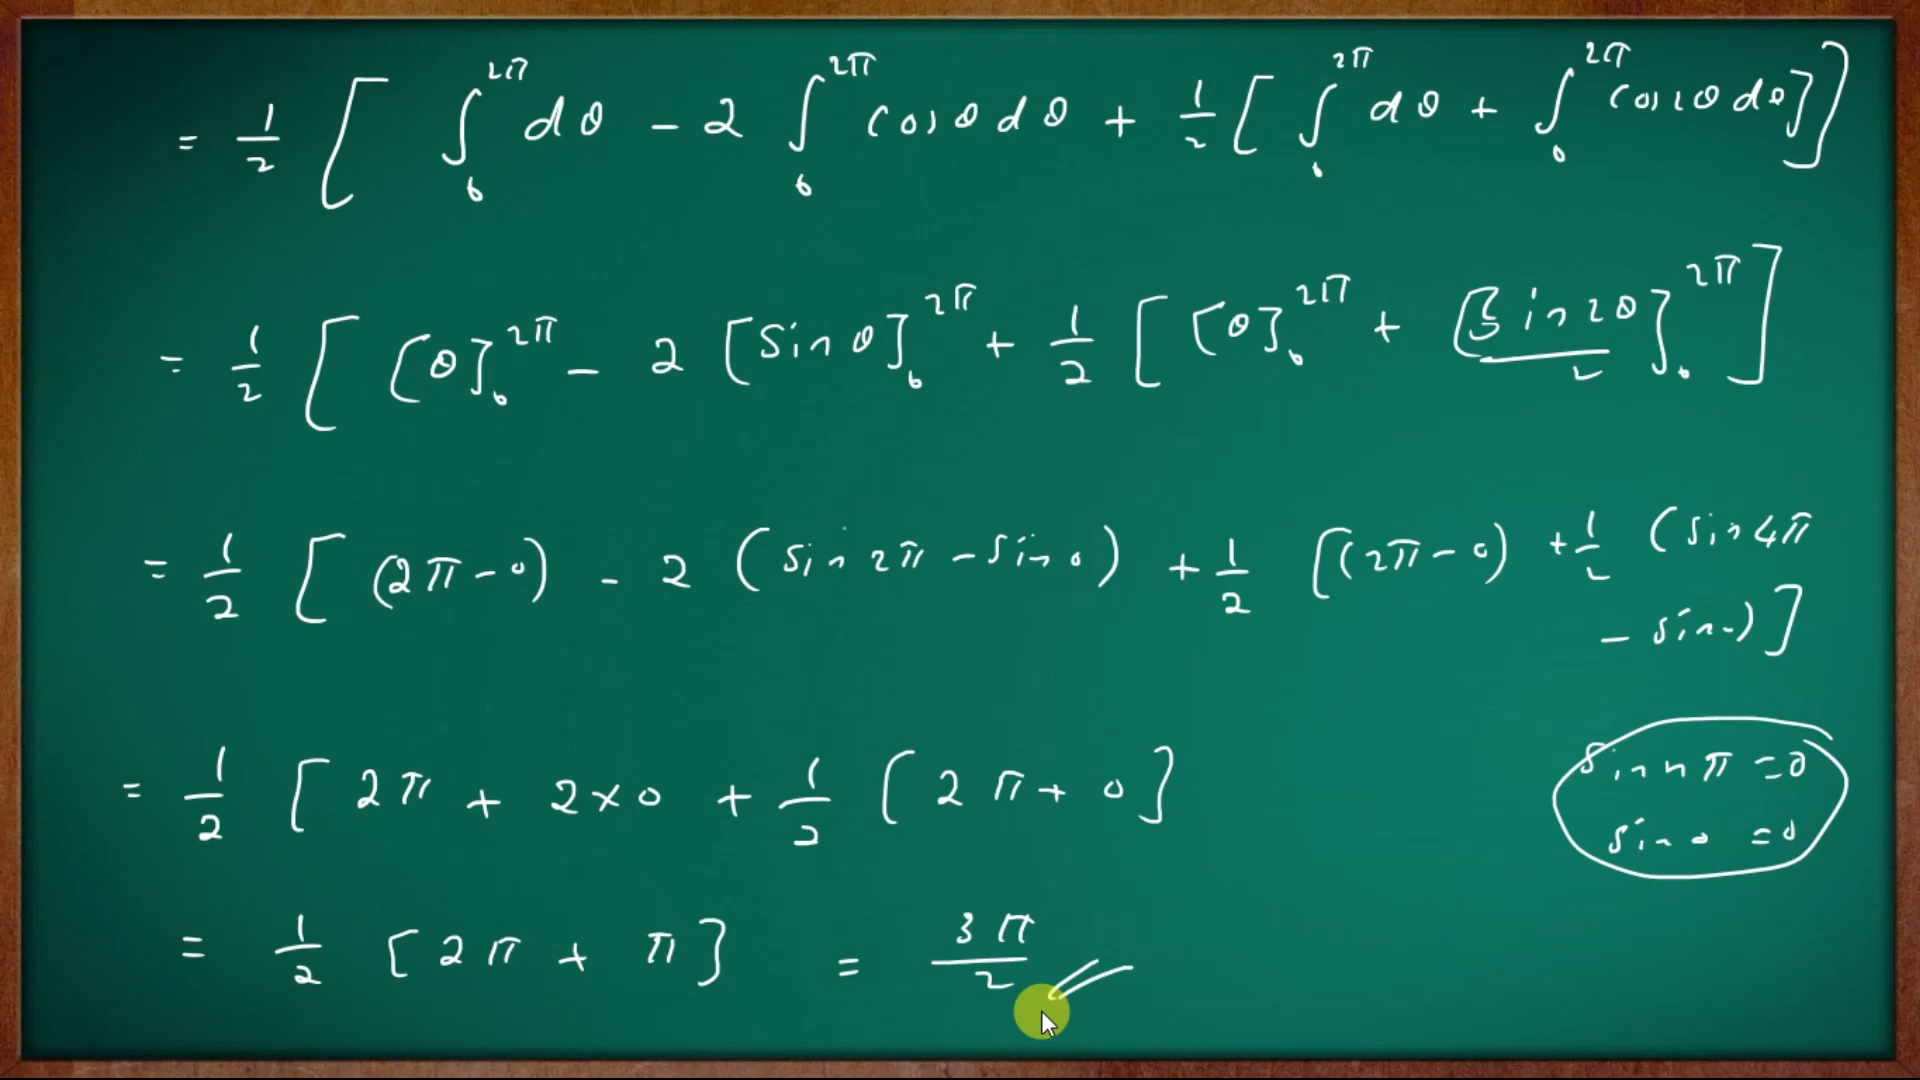 = 1/2 [ ∫₀^2π dθ − 2 ∫₀^2π cosθ dθ + 1/2 [ ∫₀^2π dθ + ∫₀^2π cos2θ dθ ] ]
= 1/2 [ [θ]₀^2π − 2 [sinθ]₀^2π + 1/2 [ [θ]₀^2π + [sin2θ/2]₀^2π ]
= 1/2 [ (2π−0) − 2 (sin2π − sin0) + 1/2 [(2π−0) + 1/2 (sin4π
− sin0) ]
= 1/2 [ 2π + 2×0 + 1/2 [ 2π + 0 ]
sin nπ = 0
sin 0 = 0
= 1/2 [ 2π + π ] = 3π/2